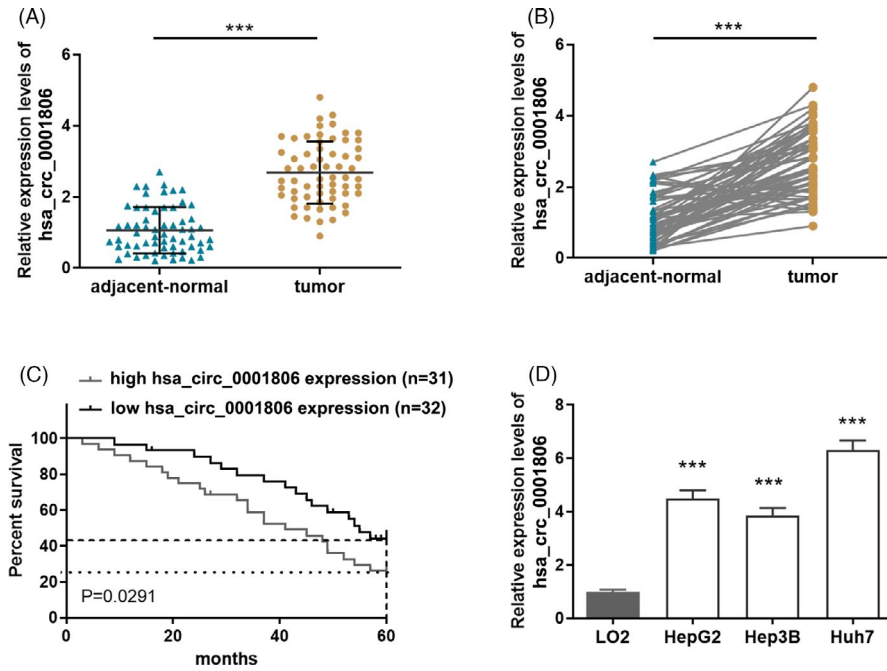 (A)
***
Relative expression levels of
hsa_circ_0001806
6
4
2
0
adjacent-normal
tumor
(B)
***
Relative expression levels of
hsa_circ_0001806
6
4
2
0
adjacent-normal
tumor
(C)
high hsa_circ_0001806 expression (n=31)
low hsa_circ_0001806 expression (n=32)
Percent survival
100
80
60
40
20
0
P=0.0291
0
20
40
60
months
(D)
Relative expression levels of
hsa_circ_0001806
8
6
4
2
0
***
***
***
LO2
HepG2
Hep3B
Huh7